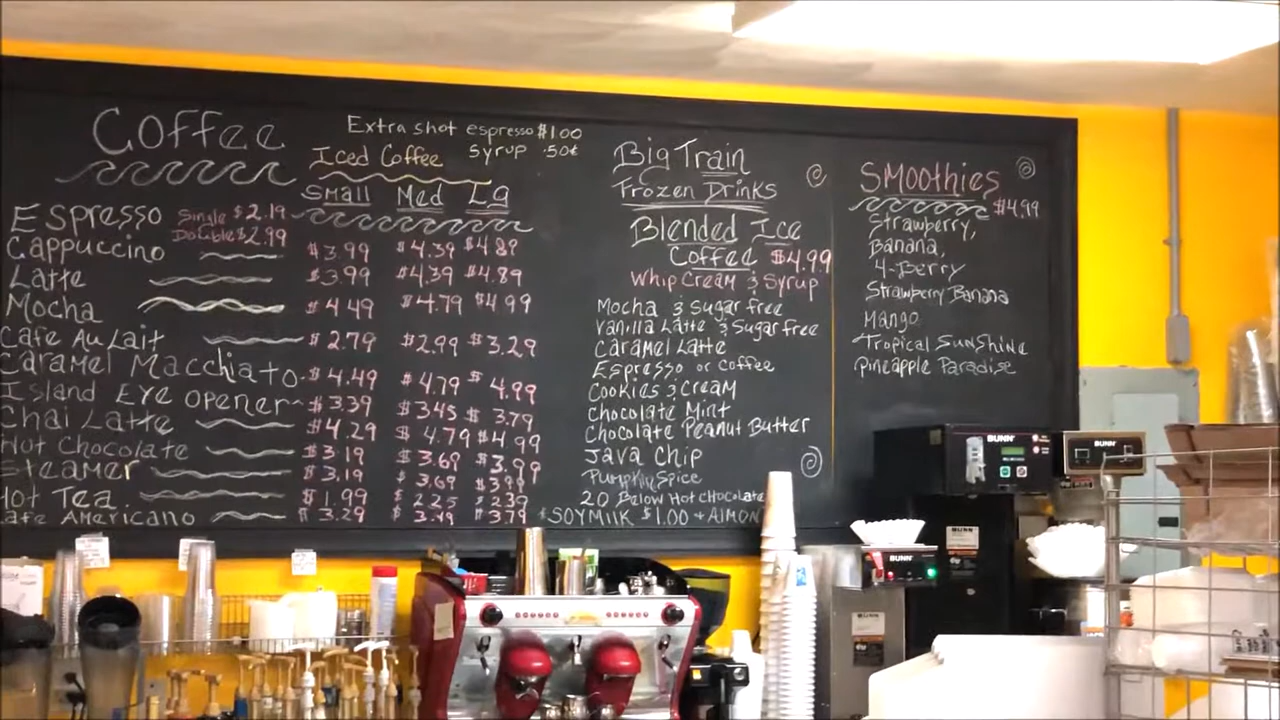 Coffee
Extra shot espresso $1.00
Syrup .50¢
Iced Coffee
Small Med Lg
Espresso Single $2.19
Double $2.99
Cappuccino $3.99 $4.39 $4.89
Latte $3.99 $4.39 $4.89
Mocha $4.49 $4.79 $4.99
Cafe Au Lait $2.79 $2.99 $3.29
Caramel Macchiato $4.49 $4.79 $4.99
Island Eye Opener $3.39 $3.45 $3.79
Chai Latte $4.29 $4.79 $4.99
Hot Chocolate $3.19 $3.69 $3.99
Steamer $3.19 $3.69 $3.99
Hot Tea $1.99 $2.25 $2.39
Cafe Americano $3.29 $3.49 $3.79
Big Train
Frozen Drinks
Blended Ice
Coffee $4.99
Whip Cream & Syrup
Mocha & Sugar free
Vanilla Latte & Sugar free
Caramel Latte
Espresso or Coffee
Cookies & Cream
Chocolate Mint
Chocolate Peanut Butter
Java Chip
Pumpkin Spice
20 Below Hot Chocolate
*SOYMilk $1.00 + AlMON
Smoothies
$4.99
Strawberry,
Banana,
4-Berry
Strawberry Banana
Mango
Tropical Sunshine
Pineapple Paradise
BUNN
BUNN
BUNN
BUNN
BUNN